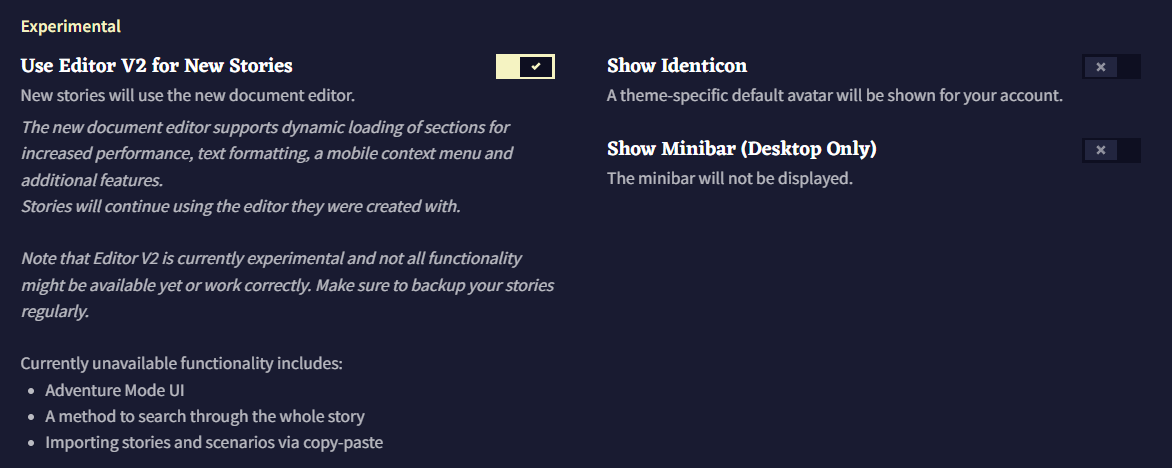 Experimental
Use Editor V2 for New Stories
New stories will use the new document editor.
The new document editor supports dynamic loading of sections for
increased performance, text formatting, a mobile context menu and
additional features.
Stories will continue using the editor they were created with.
Note that Editor V2 is currently experimental and not all functionality
might be available yet or work correctly. Make sure to backup your stories
regularly.
Currently unavailable functionality includes:
• Adventure Mode UI
• A method to search through the whole story
• Importing stories and scenarios via copy-paste
Show Identicon
A theme-specific default avatar will be shown for your account.
Show Minibar (Desktop Only)
The minibar will not be displayed.